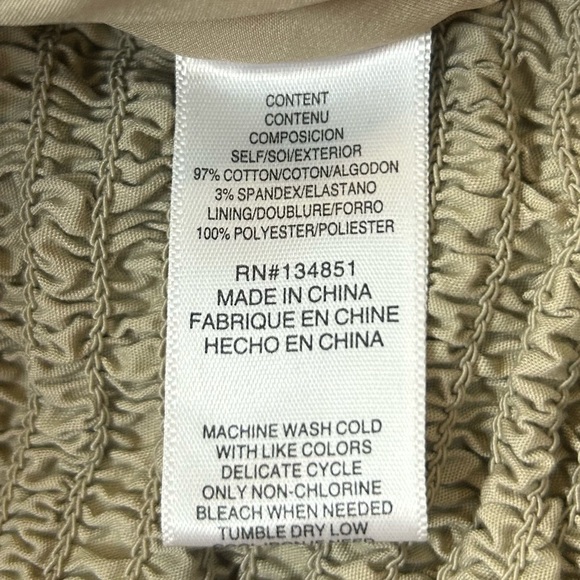 CONTENT
CONTENU
COMPOSICION
SELF/SOI/EXTERIOR
97% COTTON/COTON/ALGODON
3% SPANDEX/ELASTANO
LINING/DOUBLURE/FORRO
100% POLYESTER/POLIESTER
RN#134851
MADE IN CHINA
FABRIQUE EN CHINE
HECHO EN CHINA
MACHINE WASH COLD
WITH LIKE COLORS
DELICATE CYCLE
ONLY NON-CHLORINE
BLEACH WHEN NEEDED
TUMBLE DRY LOW